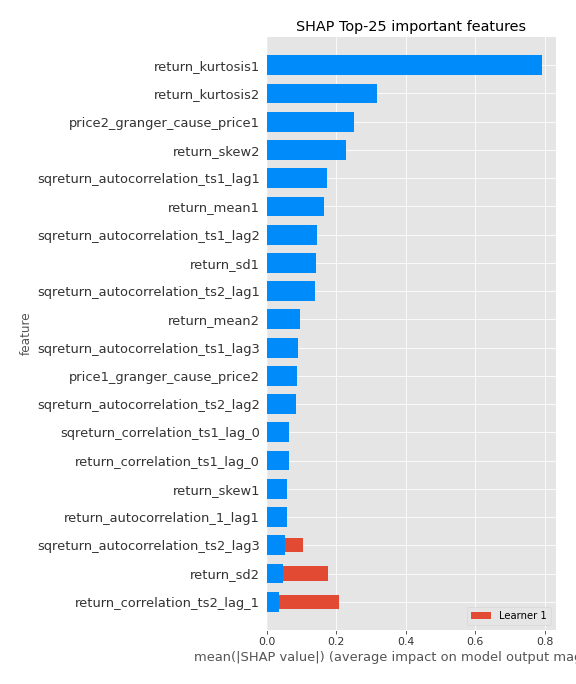 SHAP Top-25 important features
return_kurtosis1
return_kurtosis2
price2_granger_cause_price1
return_skew2
sqreturn_autocorrelation_ts1_lag1
return_mean1
sqreturn_autocorrelation_ts1_lag2
return_sd1
sqreturn_autocorrelation_ts2_lag1
return_mean2
sqreturn_autocorrelation_ts1_lag3
price1_granger_cause_price2
sqreturn_autocorrelation_ts2_lag2
sqreturn_correlation_ts1_lag_0
return_correlation_ts1_lag_0
return_skew1
return_autocorrelation_1_lag1
sqreturn_autocorrelation_ts2_lag3
return_sd2
return_correlation_ts2_lag_1
feature
Learner 1
0.0 0.2 0.4 0.6 0.8
mean(|SHAP value|) (average impact on model output mag